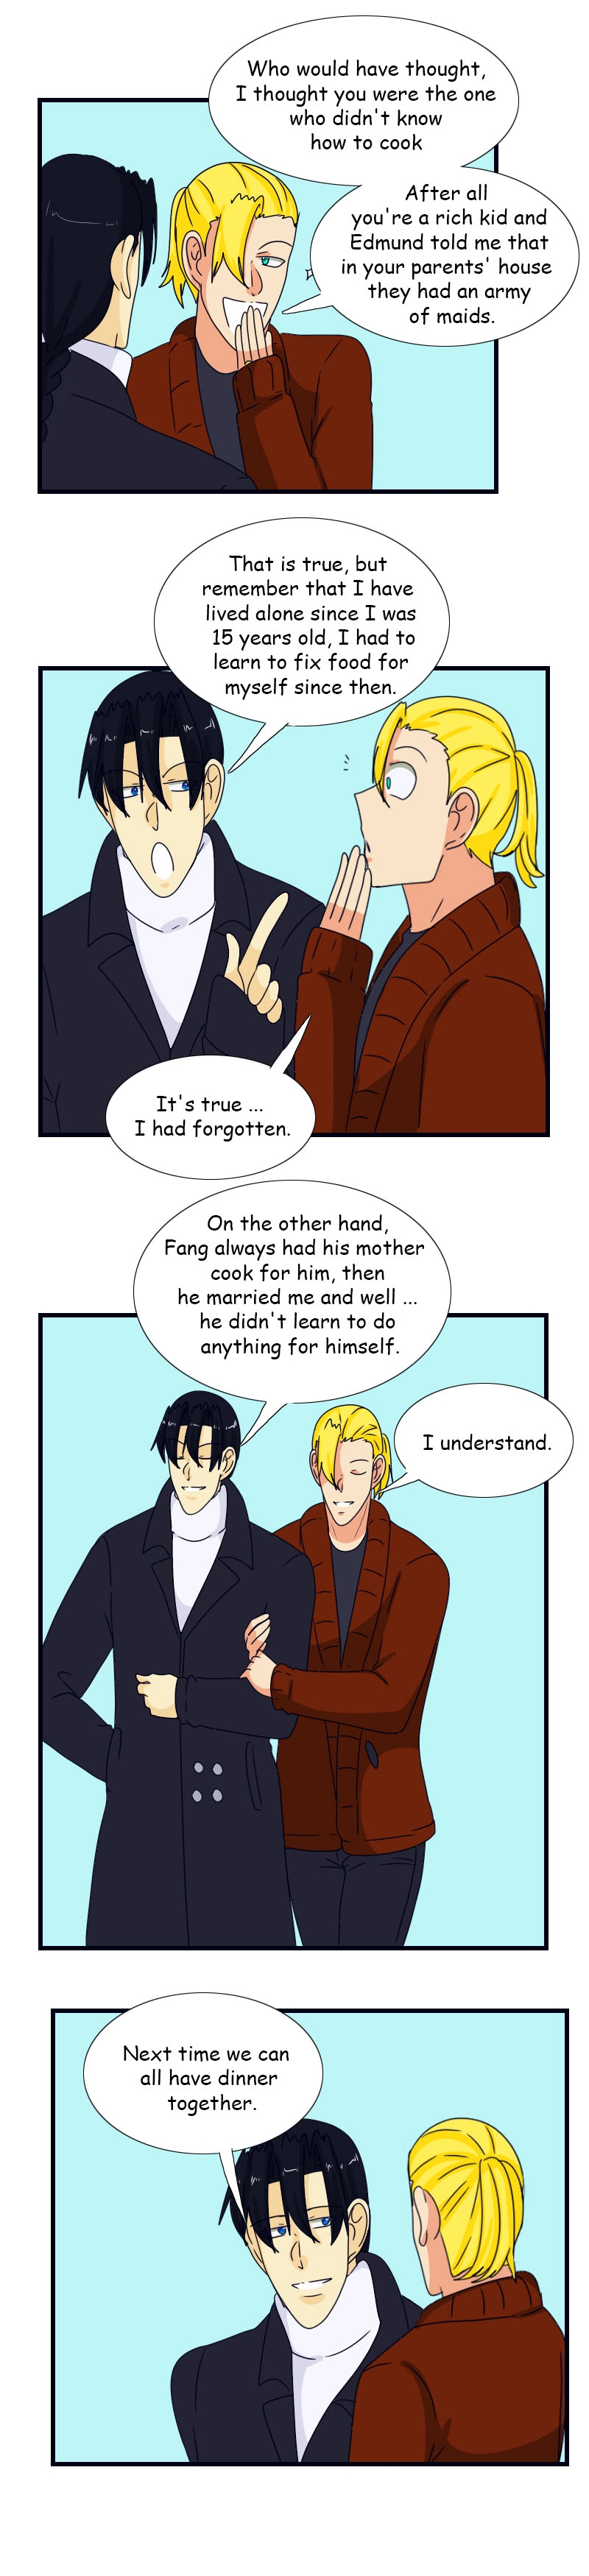 Who would have thought,
I thought you were the one
who didn't know
how to cook
After all
you're a rich kid and
Edmund told me that
in your parents' house
they had an army
of maids.
That is true, but
remember that I have
lived alone since I was
15 years old, I had to
learn to fix food for
myself since then.
It's true ...
I had forgotten.
On the other hand,
Fang always had his mother
cook for him, then
he married me and well ...
he didn't learn to do
anything for himself.
I understand.
Next time we can
all have dinner
together.